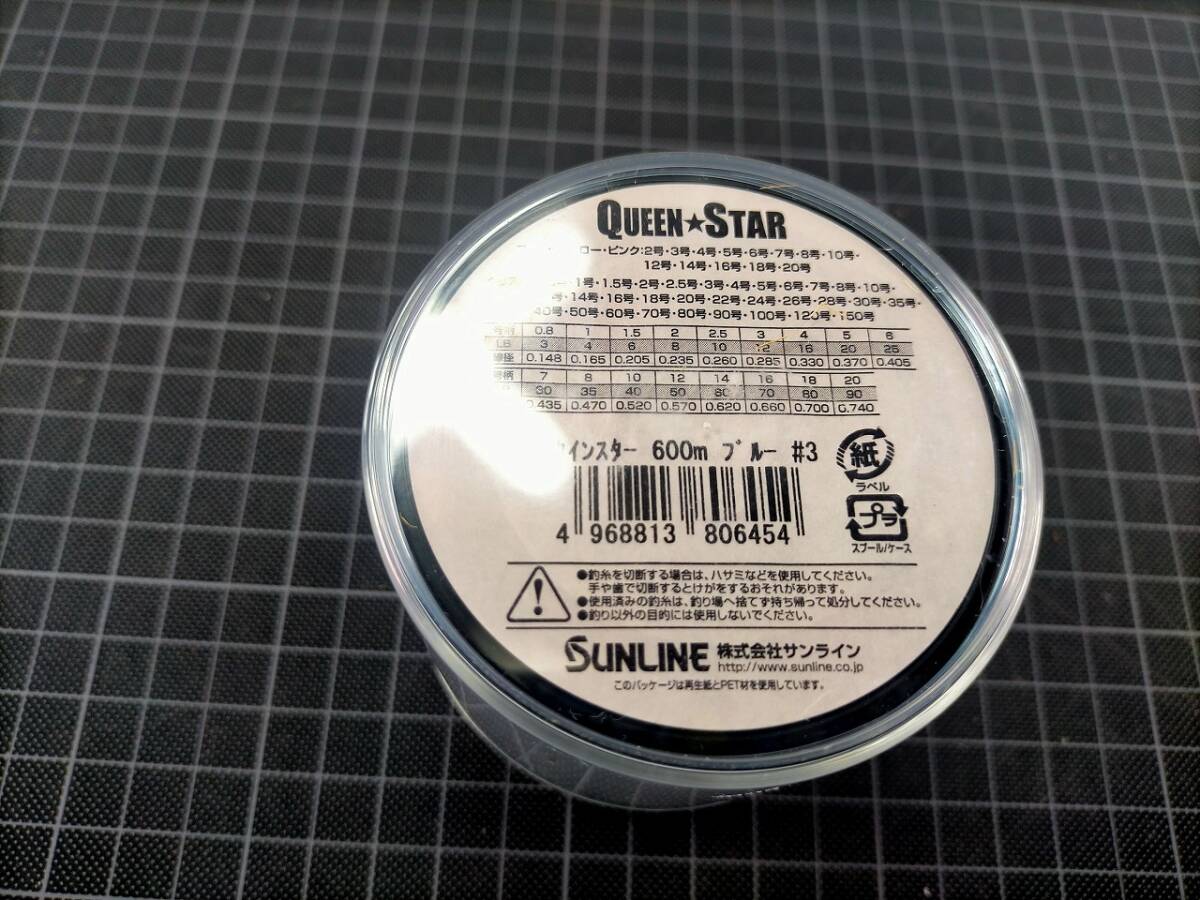 QUEEN★STAR
ロー・ピンク:2号・3号・4号・5号・6号・7号・8号・10号・
12号・14号・16号・18号・20号
1号・1.5号・2号・2.5号・3号・4号・5号・6号・7号・8号・10号・
14号・16号・18号・20号・22号・24号・26号・28号・30号・35号・
40号・50号・60号・70号・80号・90号・100号・120号・150号
0.8 1 1.5 2 2.5 3 4 5 6
LB 3 4 6 8 10 12 16 20 25
線径 0.148 0.165 0.205 0.235 0.260 0.285 0.330 0.370 0.405
号柄 7 8 10 12 14 16 18 20
30 35 40 50 60 70 80 90
0.435 0.470 0.520 0.570 0.620 0.660 0.700 0.740
インスター 600m ブルー #3
紙
ラベル
プラ
スプール/ケース
4 968813 806454
●釣糸を切断する場合は、ハサミなどを使用してください。
手や歯で切断するとけがをするおそれがあります。
●使用済みの釣糸は、釣り場へ捨てず持ち帰って処分してください。
●釣り以外の目的には使用しないでください。
SUNLINE 株式会社サンライン
http://www.sunline.co.jp
このパッケージは再生紙とPET材を使用しています。